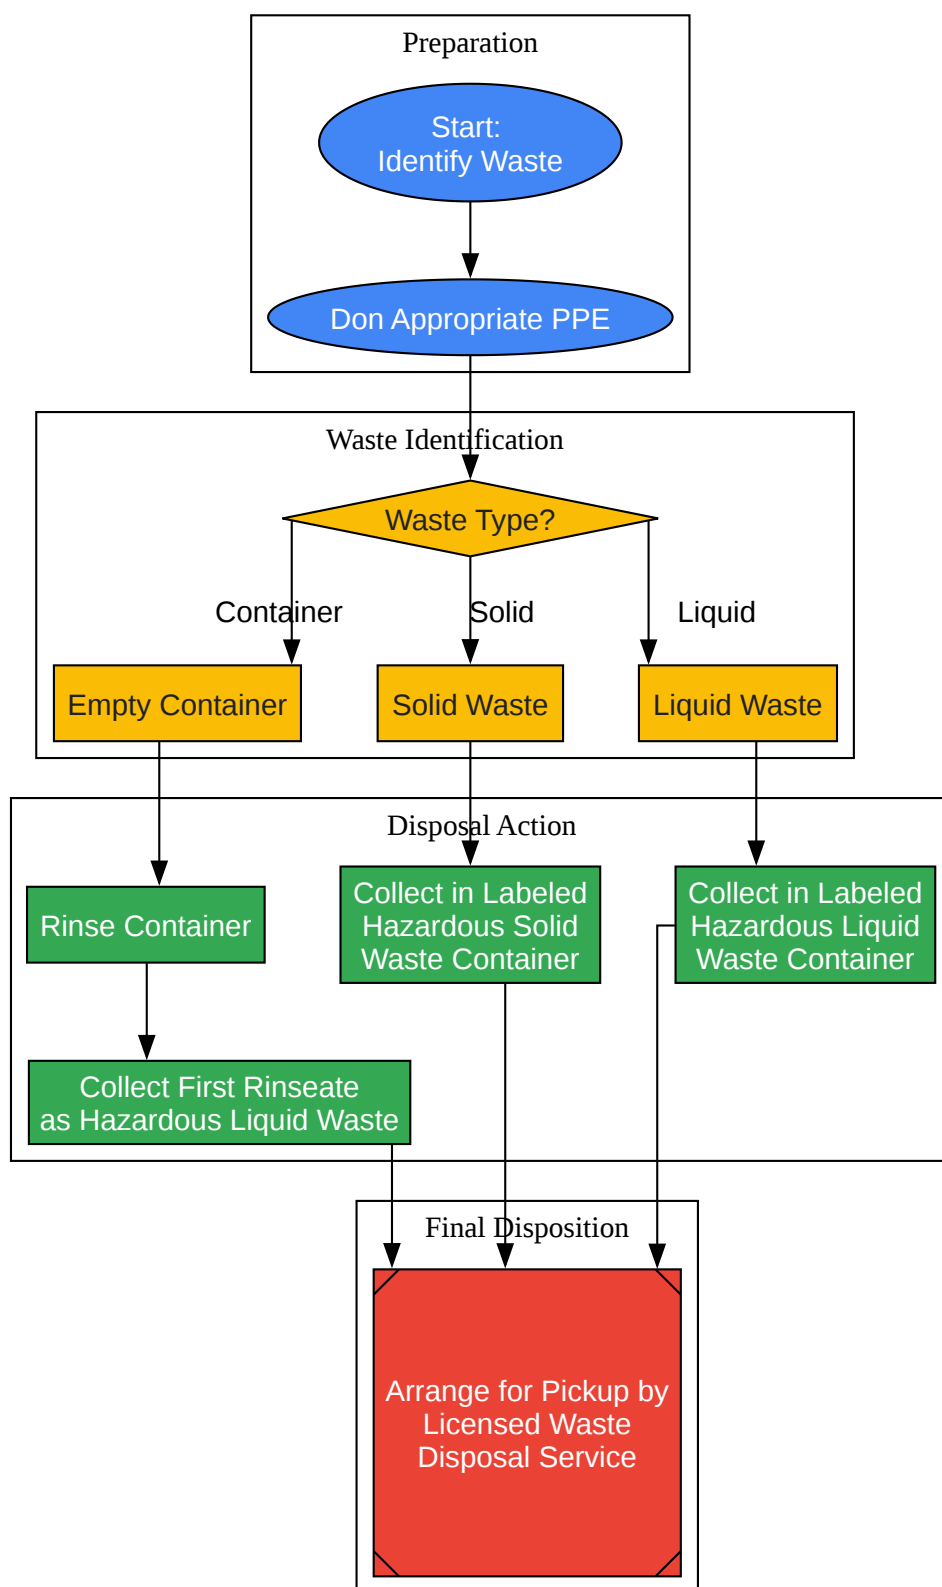 Preparation
Start:
Identify Waste
Don Appropriate PPE
Waste Identification
Waste Type?
Container
Solid
Liquid
Empty Container
Solid Waste
Liquid Waste
Disposal Action
Rinse Container
Collect in Labeled
Hazardous Solid
Waste Container
Collect in Labeled
Hazardous Liquid
Waste Container
Collect First Rinseate
as Hazardous Liquid Waste
Final Disposition
Arrange for Pickup by
Licensed Waste
Disposal Service